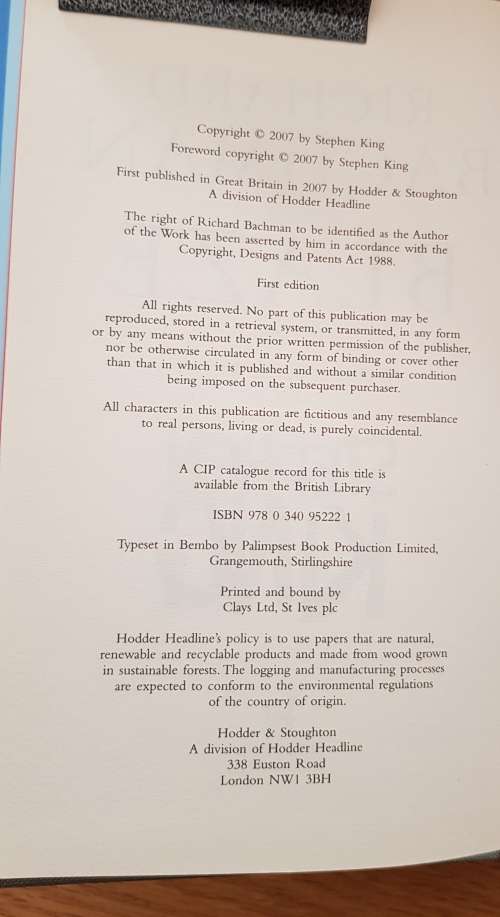 Copyright © 2007 by Stephen King
Foreword copyright © 2007 by Stephen King
First published in Great Britain in 2007 by Hodder & Stoughton
A division of Hodder Headline
The right of Richard Bachman to be identified as the Author
of the Work has been asserted by him in accordance with the
Copyright, Designs and Patents Act 1988.
First edition
All rights reserved. No part of this publication may be
reproduced, stored in a retrieval system, or transmitted, in any form
or by any means without the prior written permission of the publisher,
nor be otherwise circulated in any form of binding or cover other
than that in which it is published and without a similar condition
being imposed on the subsequent purchaser.
All characters in this publication are fictitious and any resemblance
to real persons, living or dead, is purely coincidental.
A CIP catalogue record for this title is
available from the British Library
ISBN 978 0 340 95222 1
Typeset in Bembo by Palimpsest Book Production Limited,
Grangemouth, Stirlingshire
Printed and bound by
Clays Ltd, St Ives plc
Hodder Headline's policy is to use papers that are natural,
renewable and recyclable products and made from wood grown
in sustainable forests. The logging and manufacturing processes
are expected to conform to the environmental regulations
of the country of origin.
Hodder & Stoughton
A division of Hodder Headline
338 Euston Road
London NW1 3BH